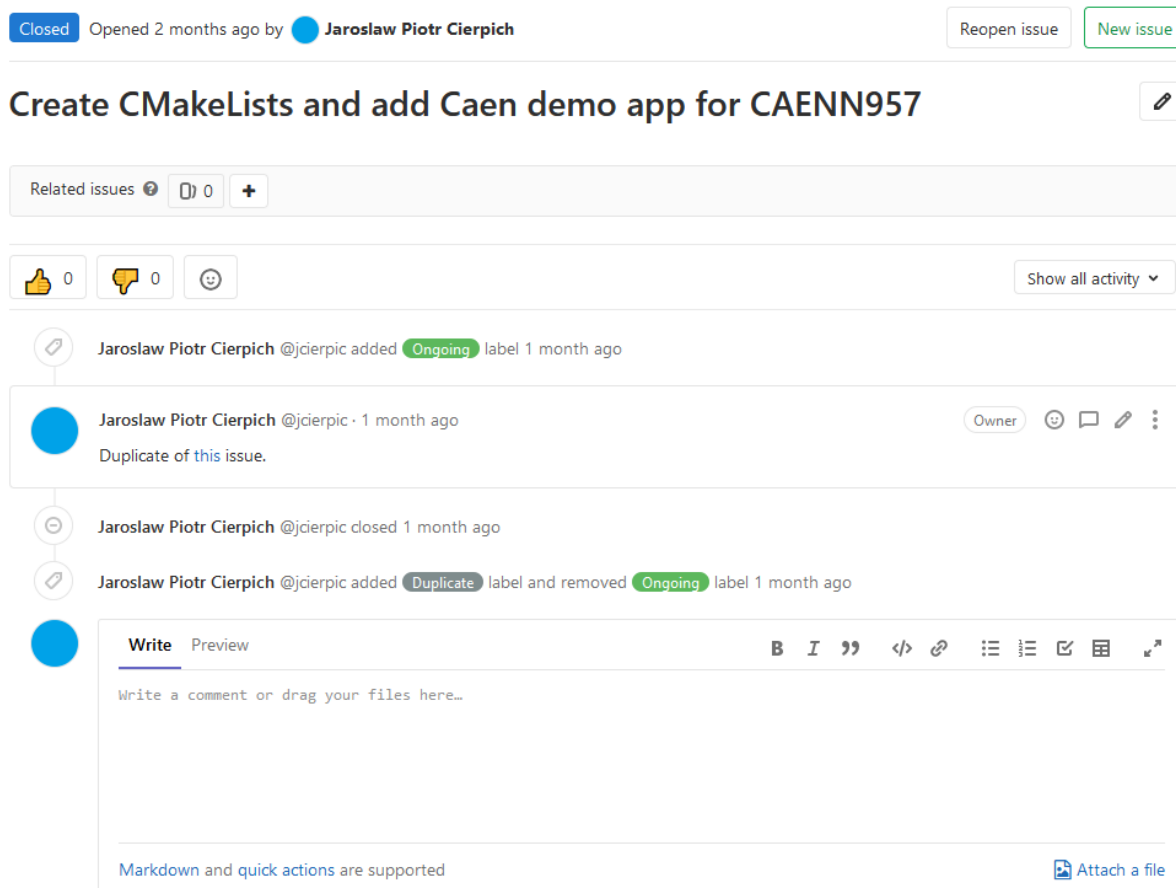 Closed Opened 2 months ago by Jaroslaw Piotr Cierpich Reopen issue New issue
Create CMakeLists and add Caen demo app for CAENN957
Related issues 0
0 0 Show all activity
Jaroslaw Piotr Cierpich @jcierpic added Ongoing label 1 month ago
Jaroslaw Piotr Cierpich @jcierpic · 1 month ago Owner
Duplicate of this issue.
Jaroslaw Piotr Cierpich @jcierpic closed 1 month ago
Jaroslaw Piotr Cierpich @jcierpic added Duplicate label and removed Ongoing label 1 month ago
Write Preview
Write a comment or drag your files here…
Markdown and quick actions are supported Attach a file